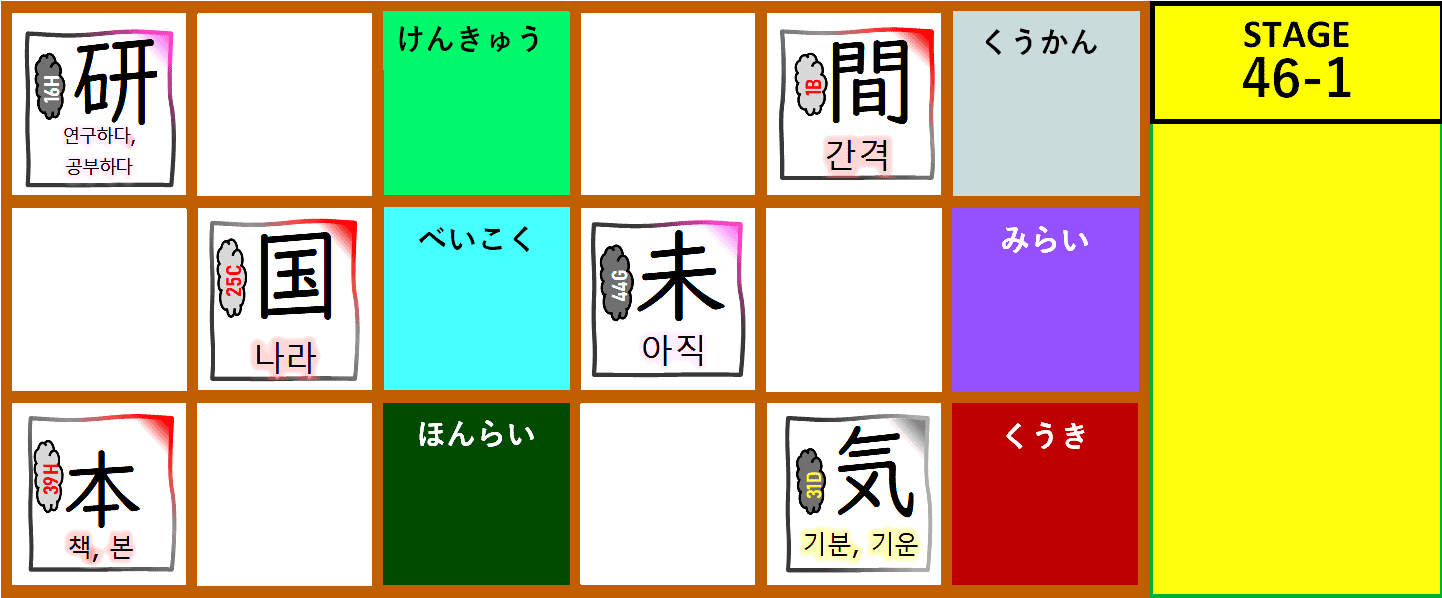 研
16H
연구하다,
공부하다
けんきゅう
間
1B
간격
くうかん
STAGE
46-1
国
25C
나라
べいこく
未
44G
아직
みらい
本
39H
책, 본
ほんらい
気
31D
기분, 기운
くうき